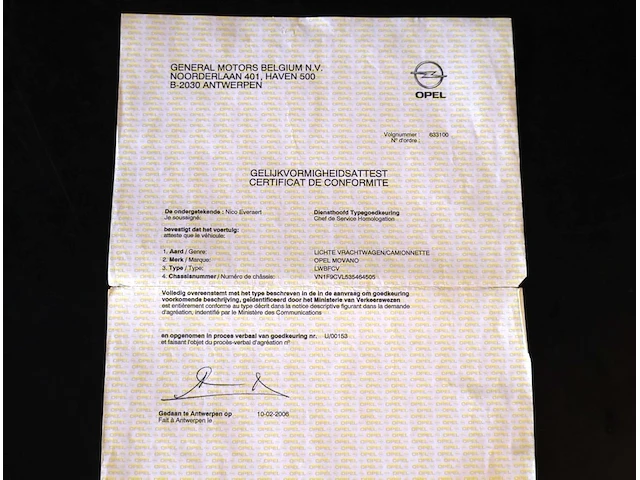 GENERAL MOTORS BELGIUM N.V.
NOORDERLAAN 401, HAVEN 500
B-2030 ANTWERPEN
OPEL
Volgnummer : 633100
N° d'ordre :
GELIJKVORMIGHEIDSATTEST
CERTIFICAT DE CONFORMITE
De ondergetekende : Nico Everaert Diensthoofd Typegoedkeuring
Je soussigné: Chef de Service Homologation
bevestigt dat het voertuig:
atteste que le véhicule:
1. Aard / Genre: LICHTE VRACHTWAGEN/CAMIONNETTE
2. Merk / Marque: OPEL MOVANO
3. Type / Type: LWBFCV
4. Chassisnummer / Numéro de châssis: VN1F9CVL535464505
Volledig overeenstemt met het type beschreven in de in de aanvraag om goedkeuring
voorkomende beschrijving, geïdentificeerd door het Ministerie van Verkeerswezen
est entièrement conforme au type décrit dans la notice descriptive figurant dans la demande
d'agréation, indentifié par le Ministère des Communications
en opgenomen in proces verbaal van goedkeuring nr. U/00153
et faisant l'objet du procès-verbal d'agréation n°
Gedaan te Antwerpen op 10-02-2006
Fait à Antwerpen le